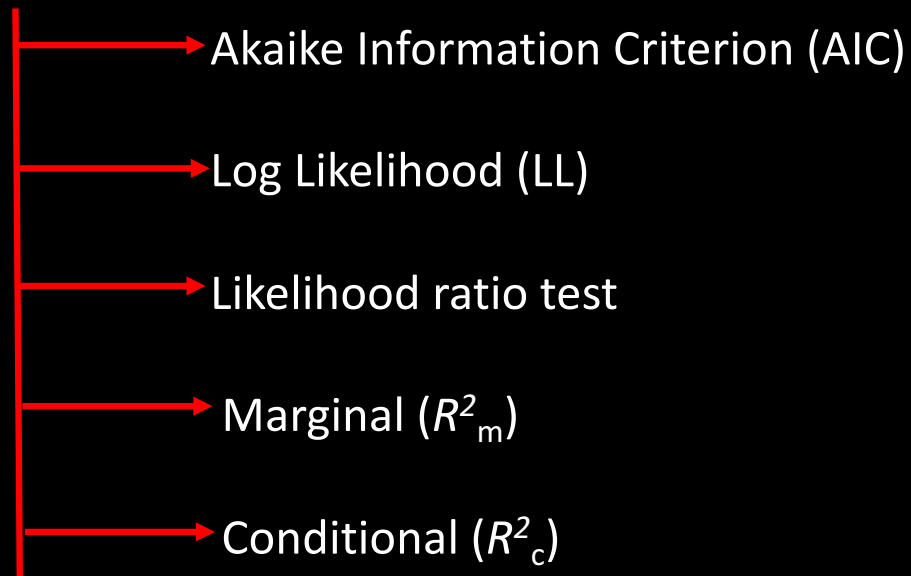 Akaike Information Criterion (AIC)
Log Likelihood (LL)
Likelihood ratio test
Marginal (R²m)
Conditional (R²c)